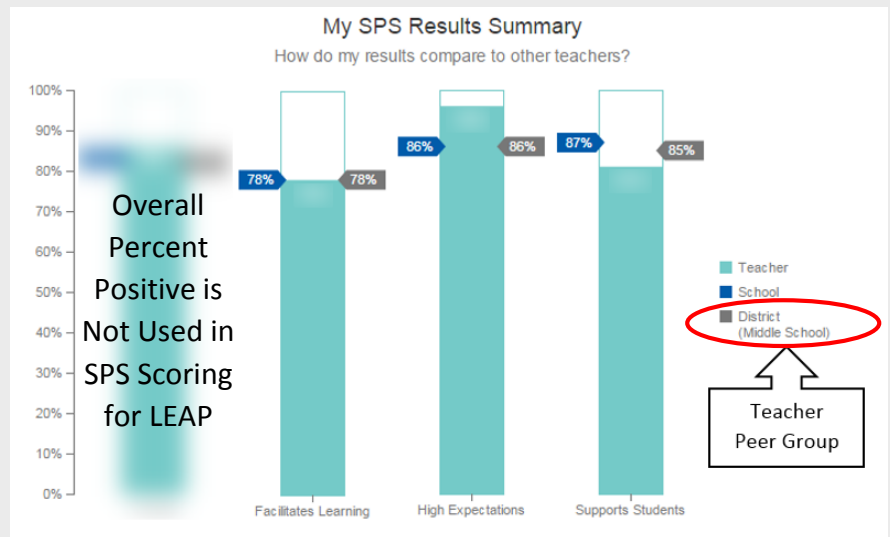 My SPS Results Summary
How do my results compare to other teachers?
100%
90%
80%
70%
60%
50%
40%
30%
20%
10%
0%
Overall
Percent
Positive is
Not Used in
SPS Scoring
for LEAP
78%
78%
86%
86%
87%
85%
Facilitates Learning
High Expectations
Supports Students
Teacher
School
District
(Middle School)
Teacher
Peer Group